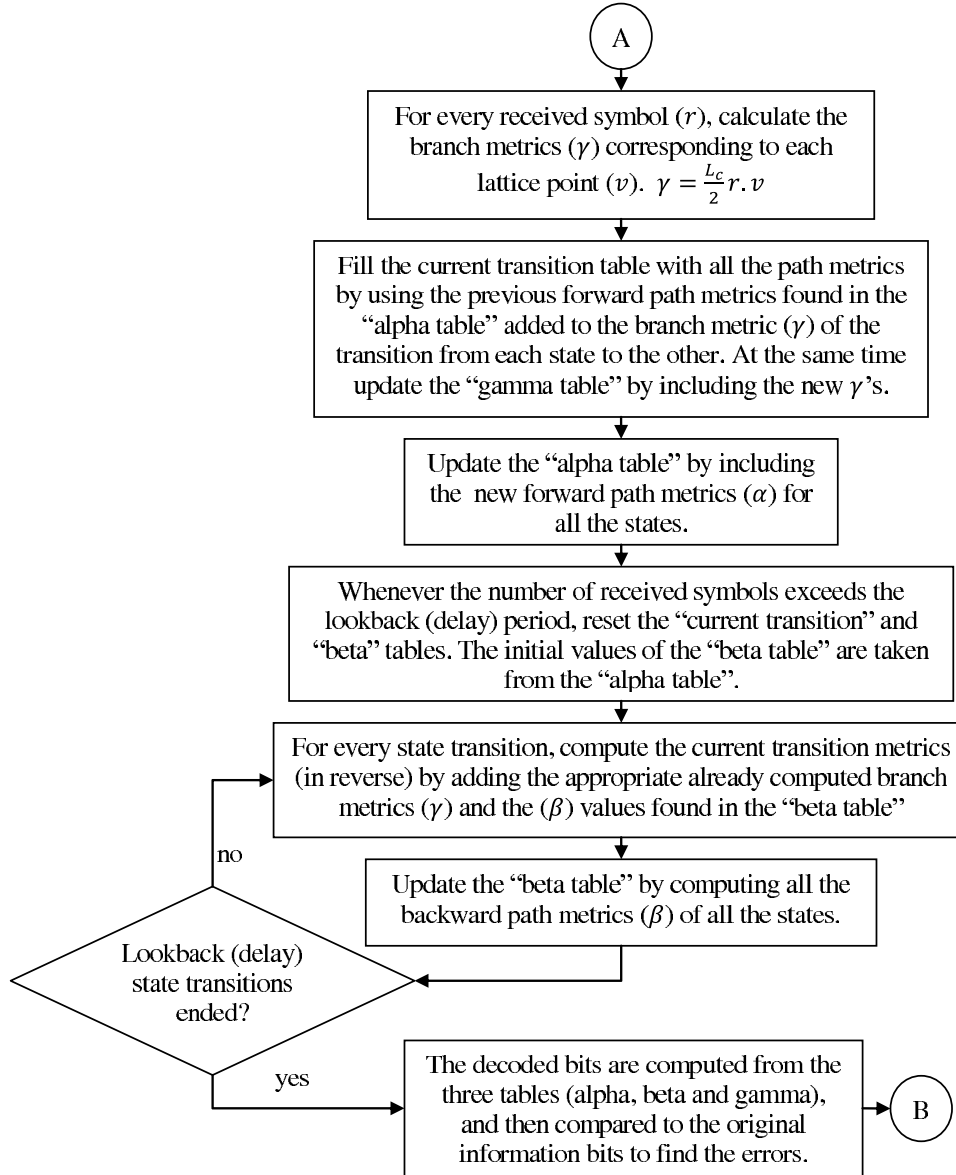 A
For every received symbol (r), calculate the
branch metrics (γ) corresponding to each
lattice point (v). γ = L_c/2 r.v
Fill the current transition table with all the path metrics
by using the previous forward path metrics found in the
“alpha table” added to the branch metric (γ) of the
transition from each state to the other. At the same time
update the “gamma table” by including the new γ’s.
Update the “alpha table” by including
the new forward path metrics (α) for
all the states.
Whenever the number of received symbols exceeds the
lookback (delay) period, reset the “current transition” and
“beta” tables. The initial values of the “beta table” are taken
from the “alpha table”.
For every state transition, compute the current transition metrics
(in reverse) by adding the appropriate already computed branch
metrics (γ) and the (β) values found in the “beta table”
no
Update the “beta table” by computing all the
backward path metrics (β) of all the states.
Lookback (delay)
state transitions
ended?
yes
The decoded bits are computed from the
three tables (alpha, beta and gamma),
and then compared to the original
information bits to find the errors.
B